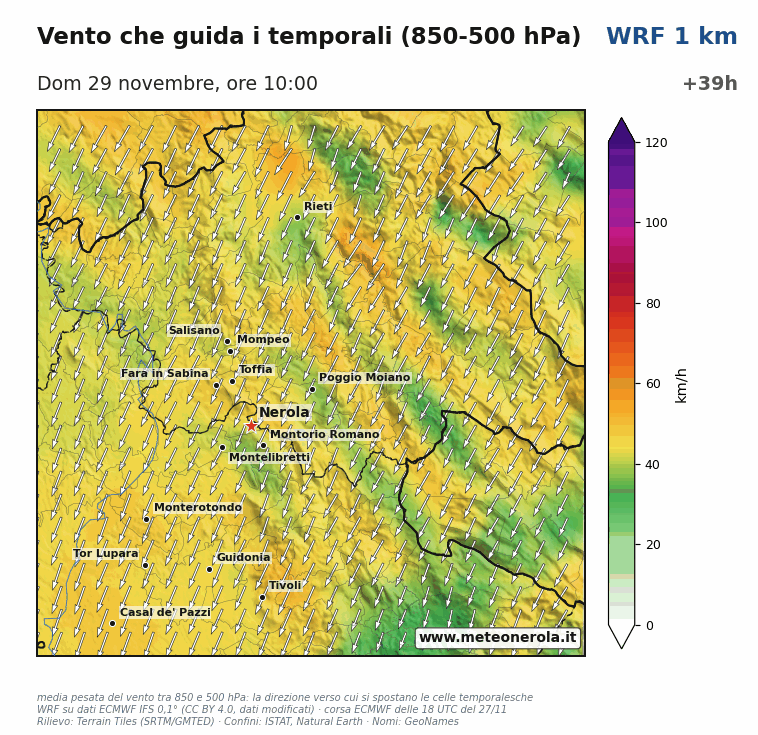 Vento che guida i temporali (850-500 hPa) WRF 1 km
Dom 29 novembre, ore 10:00 +39h
Rieti
Salisano
Mompeo
Fara in Sabina
Toffia
Poggio Moiano
Nerola
Montorio Romano
Montelibretti
Monterotondo
Tor Lupara
Guidonia
Tivoli
Casal de' Pazzi
www.meteonerola.it
120
100
80
60
40
20
0
km/h
media pesata del vento tra 850 e 500 hPa: la direzione verso cui si spostano le celle temporalesche
WRF su dati ECMWF IFS 0,1° (CC BY 4.0, dati modificati) · corsa ECMWF delle 18 UTC del 27/11
Rilievo: Terrain Tiles (SRTM/GMTED) · Confini: ISTAT, Natural Earth · Nomi: GeoNames